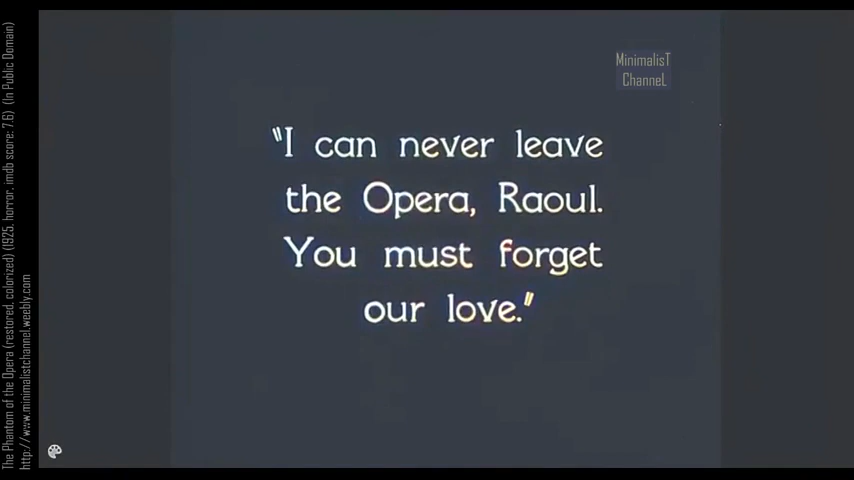 MinimalisT
ChanneL
"I can never leave
the Opera, Raoul.
You must forget
our love."
The Phantom of the Opera (restored, colorized) (1925, horror, imdb score: 7.6) (In Public Domain)
http://www.minimalistchannel.weebly.com